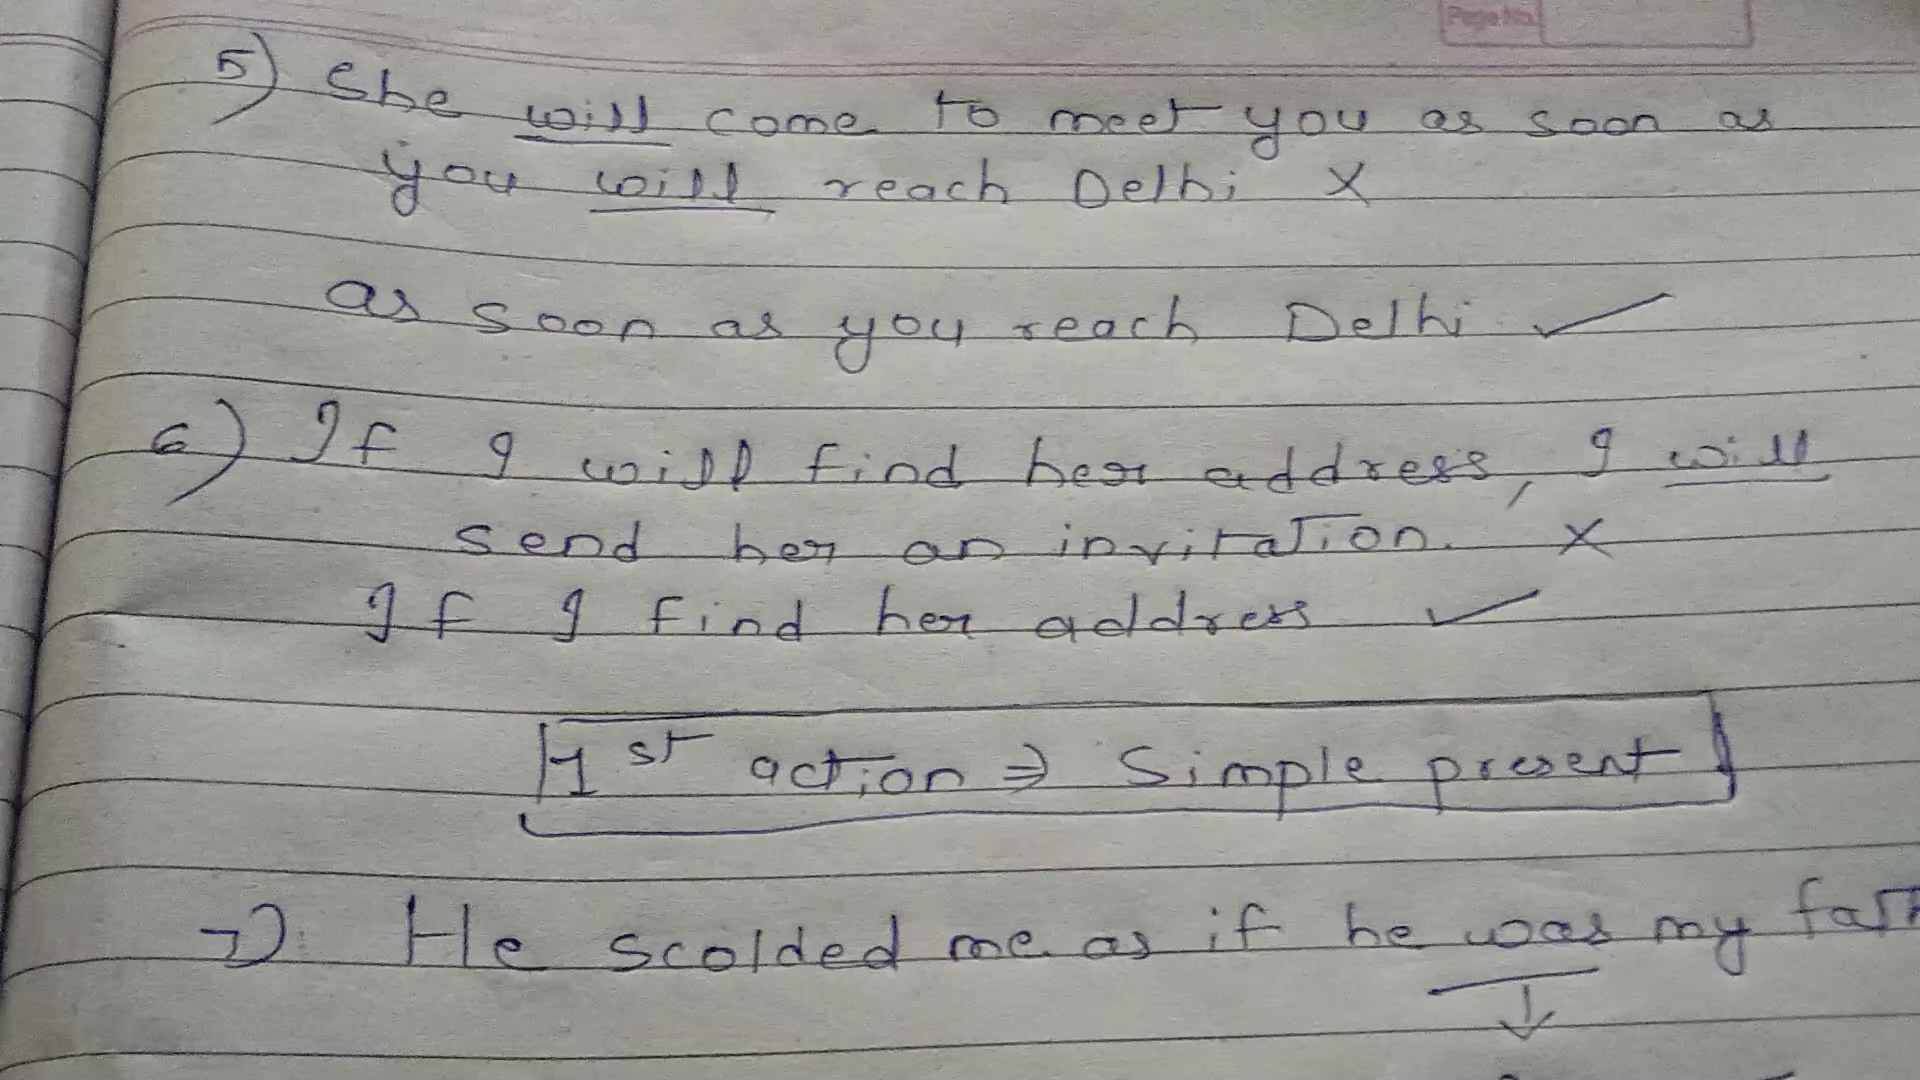 Page No.
5) She will come to meet you as soon as
you will reach Delhi ×
as soon as you reach Delhi ✓
6) If I will find her address, I will
send her an invitation. ×
If I find her address ✓
1st action ⇒ Simple present
7) He scolded me as if he was my
↓